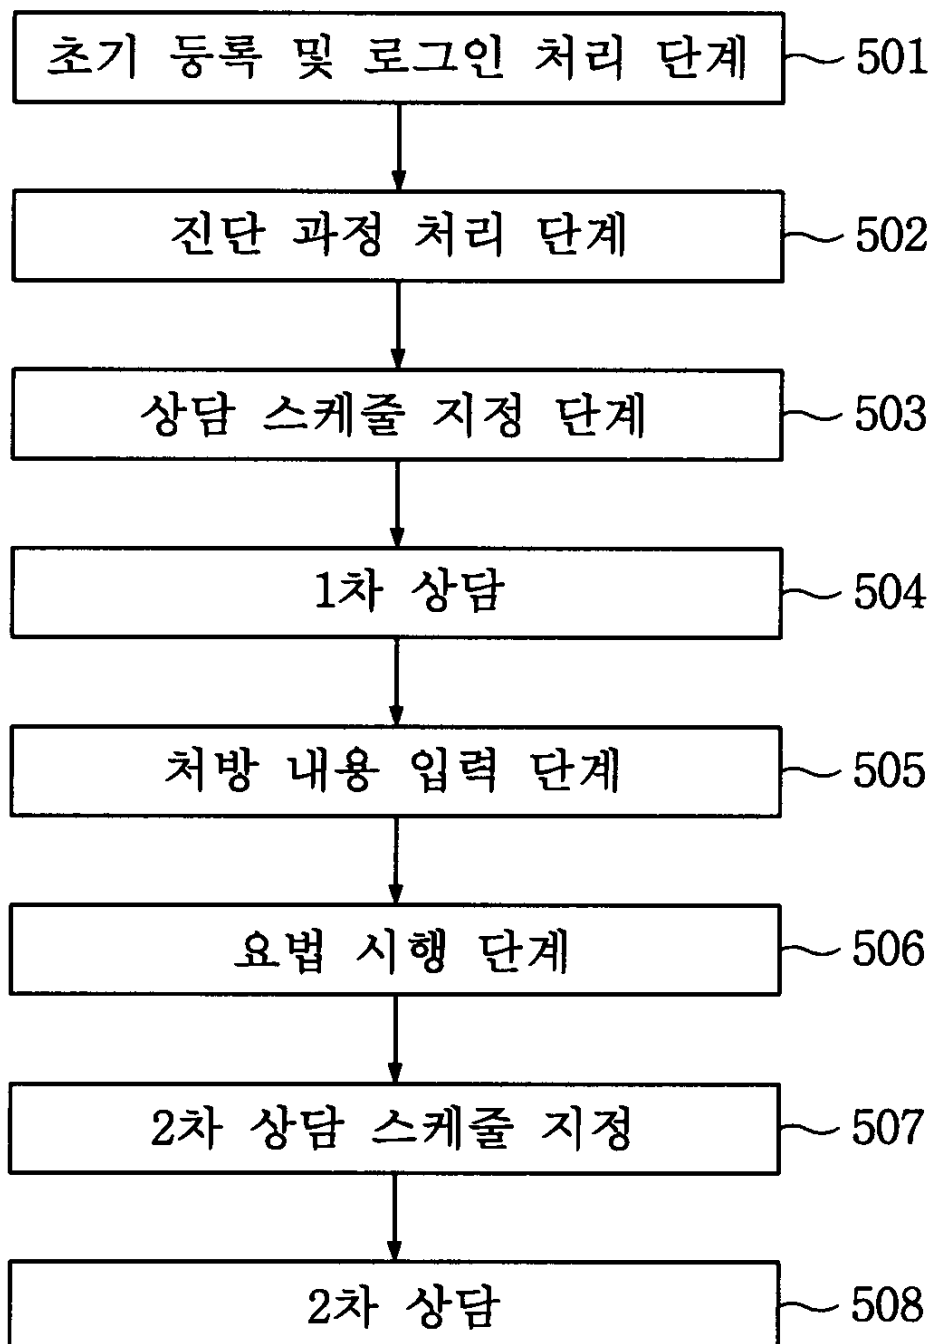 초기 등록 및 로그인 처리 단계 501
진단 과정 처리 단계 502
상담 스케줄 지정 단계 503
1차 상담 504
처방 내용 입력 단계 505
요법 시행 단계 506
2차 상담 스케줄 지정 507
2차 상담 508